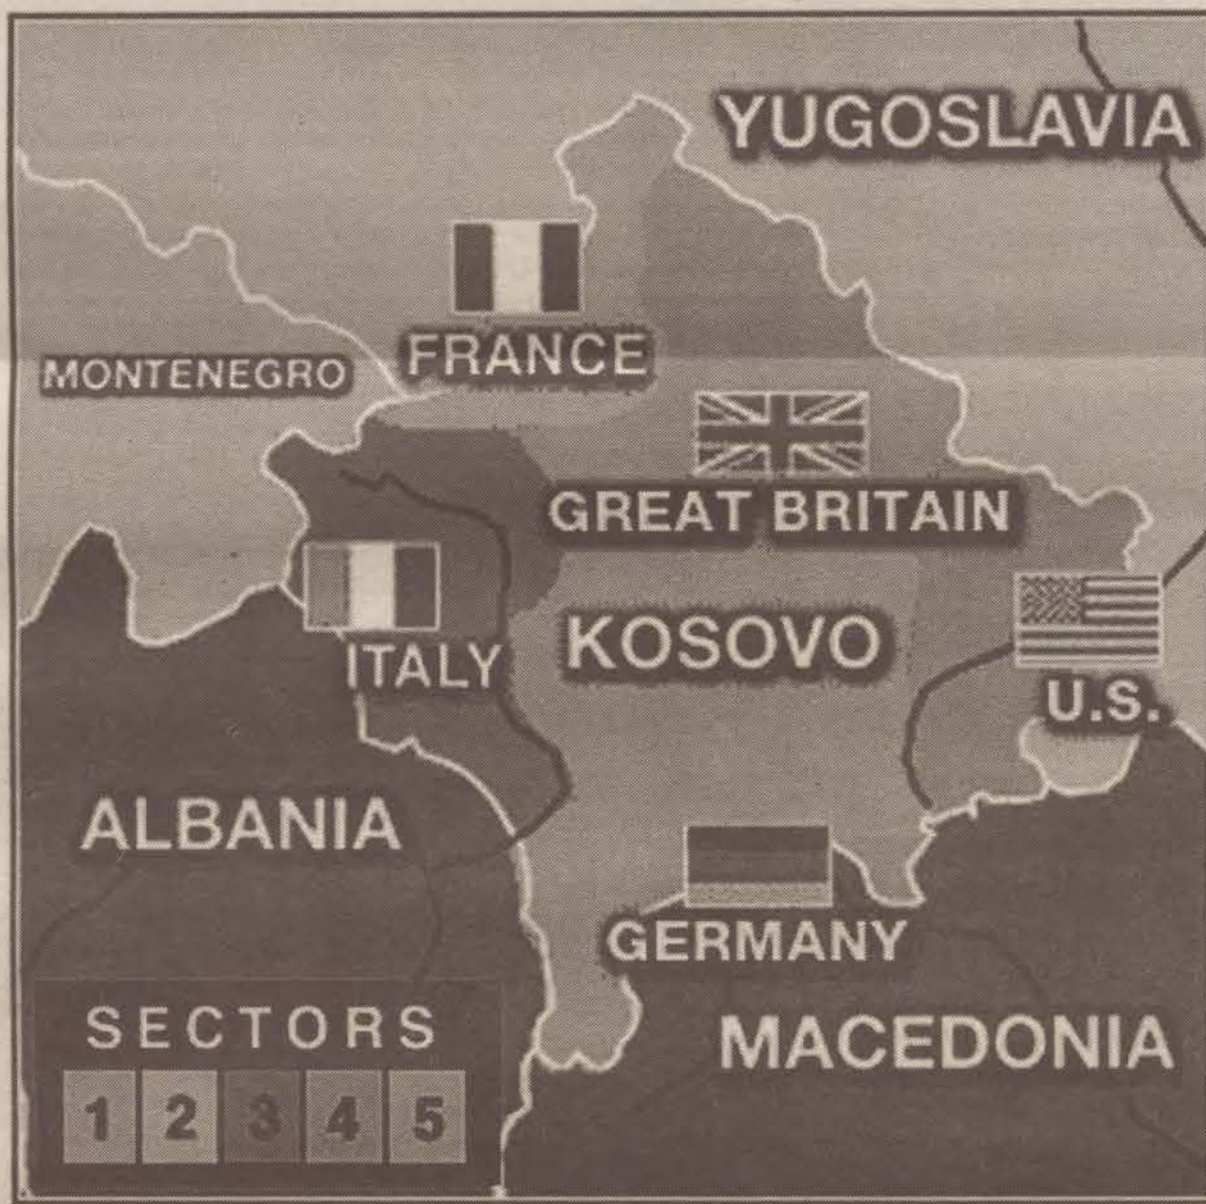 YUGOSLAVIA
FRANCE
MONTENEGRO
GREAT BRITAIN
KOSOVO
ITALY
U.S.
ALBANIA
GERMANY
SECTORS
MACEDONIA
1 2 3 4 5